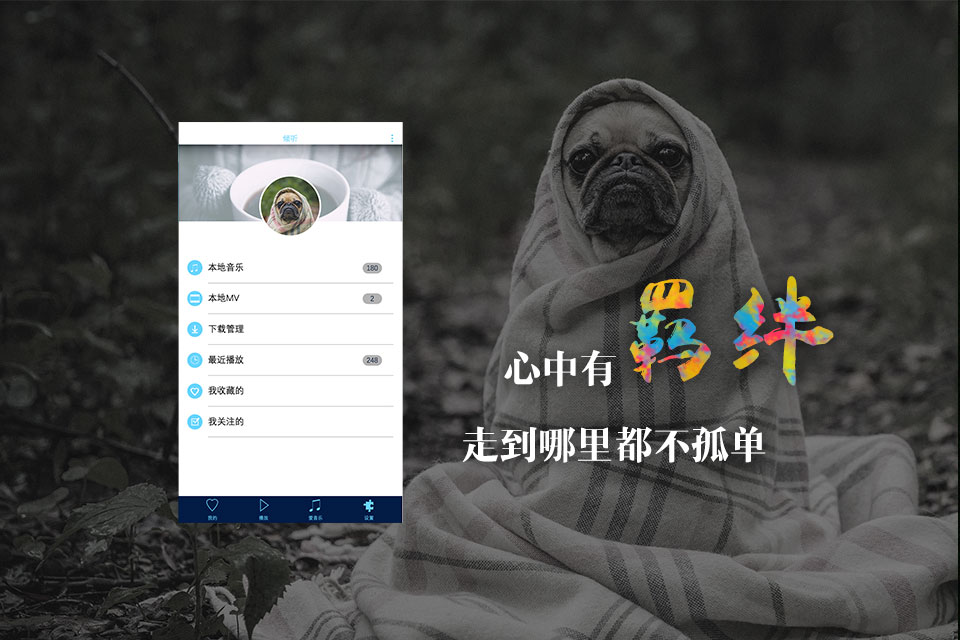 倾听
本地音乐 180
本地MV 2
下载管理
最近播放 248
我收藏的
我关注的
我的 播放 爱音乐 设置
心中有羁绊
走到哪里都不孤单